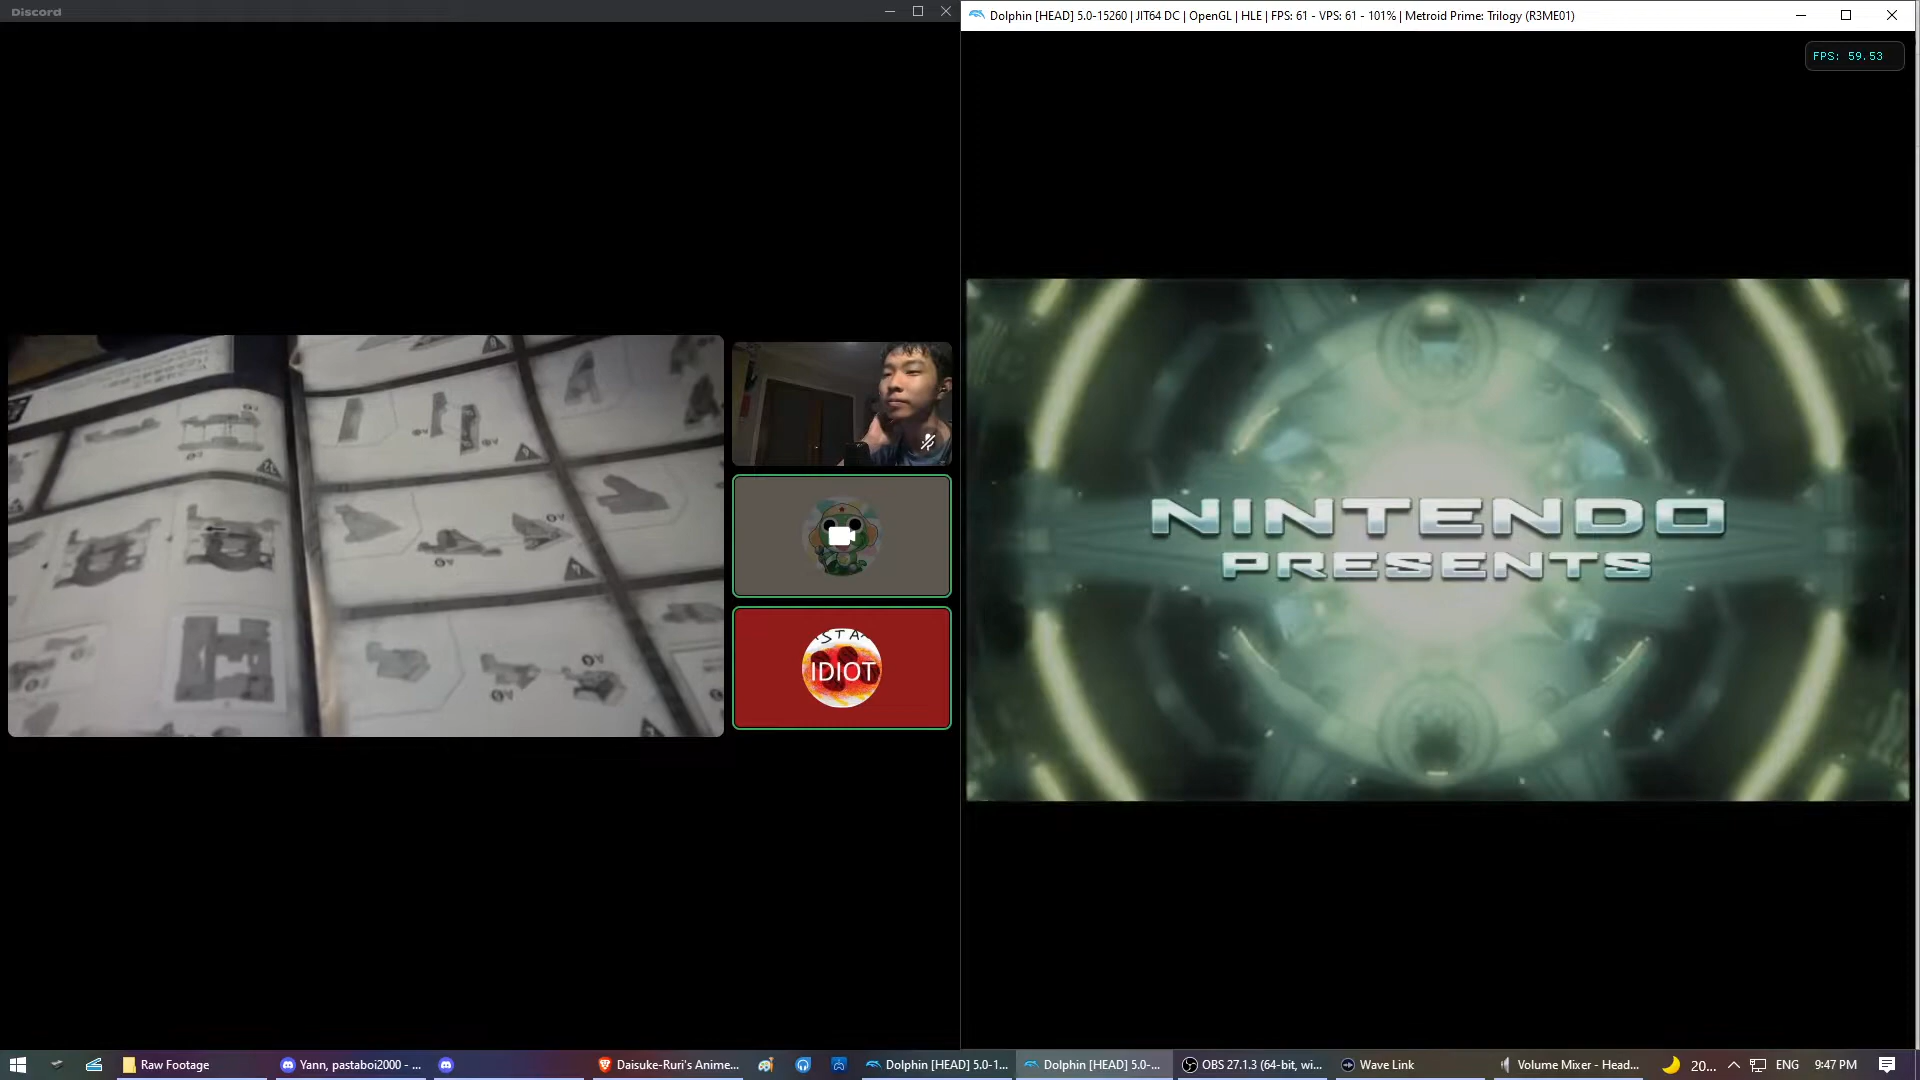 Discord
Dolphin [HEAD] 5.0-15260 | JIT64 DC | OpenGL | HLE | FPS: 61 - VPS: 61 - 101% | Metroid Prime: Trilogy (R3ME01)
FPS: 59.53
NINTENDO
PRESENTS
STA
IDIOT
Raw Footage
Yann, pastaboi2000 - ...
Daisuke-Ruri's Anime...
Dolphin [HEAD] 5.0-1...
Dolphin [HEAD] 5.0-...
OBS 27.1.3 (64-bit, wi...
Wave Link
Volume Mixer - Head...
20...
ENG
9:47 PM